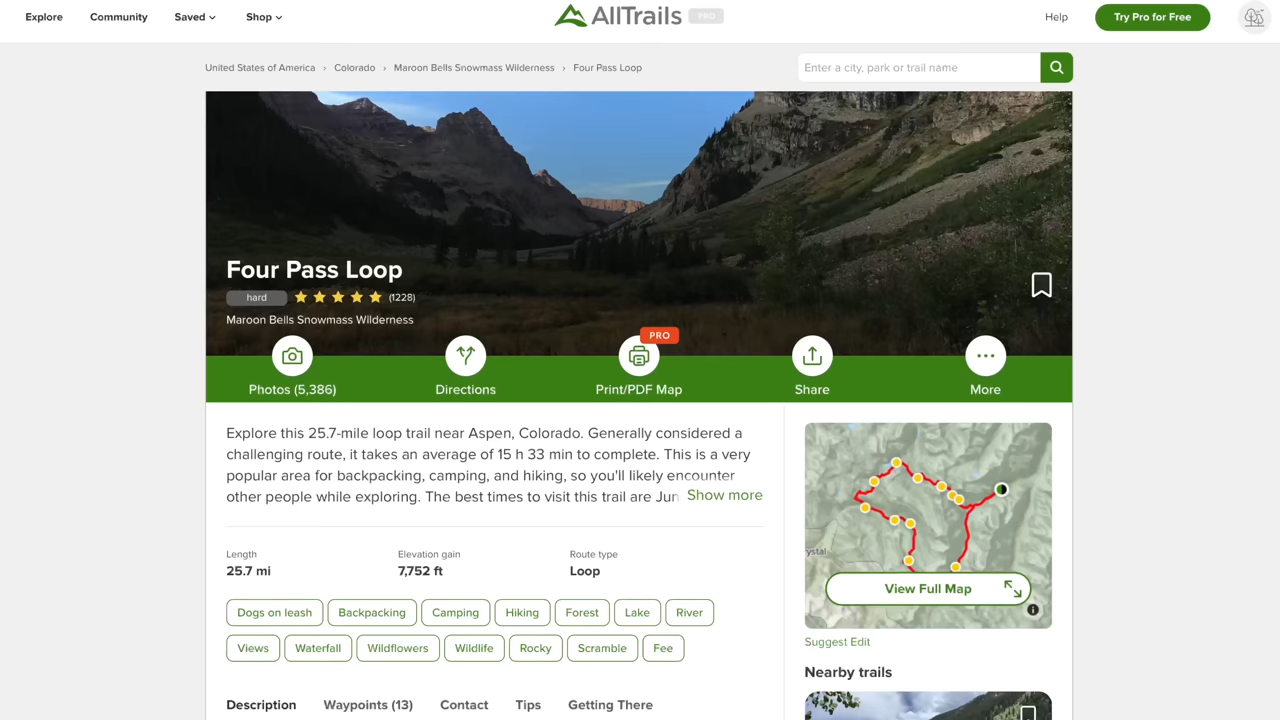 Explore Community Saved Shop AllTrails PRO Help Try Pro for Free
United States of America › Colorado › Maroon Bells Snowmass Wilderness › Four Pass Loop Enter a city, park or trail name
Four Pass Loop
hard (1228)
Maroon Bells Snowmass Wilderness
PRO
Photos (5,386) Directions Print/PDF Map Share More
Explore this 25.7-mile loop trail near Aspen, Colorado. Generally considered a
challenging route, it takes an average of 15 h 33 min to complete. This is a very
popular area for backpacking, camping, and hiking, so you'll likely encounter
other people while exploring. The best times to visit this trail are Jun Show more
Length Elevation gain Route type
25.7 mi 7,752 ft Loop
Dogs on leash Backpacking Camping Hiking Forest Lake River
Views Waterfall Wildflowers Wildlife Rocky Scramble Fee
Description Waypoints (13) Contact Tips Getting There
rystal
View Full Map
Suggest Edit
Nearby trails